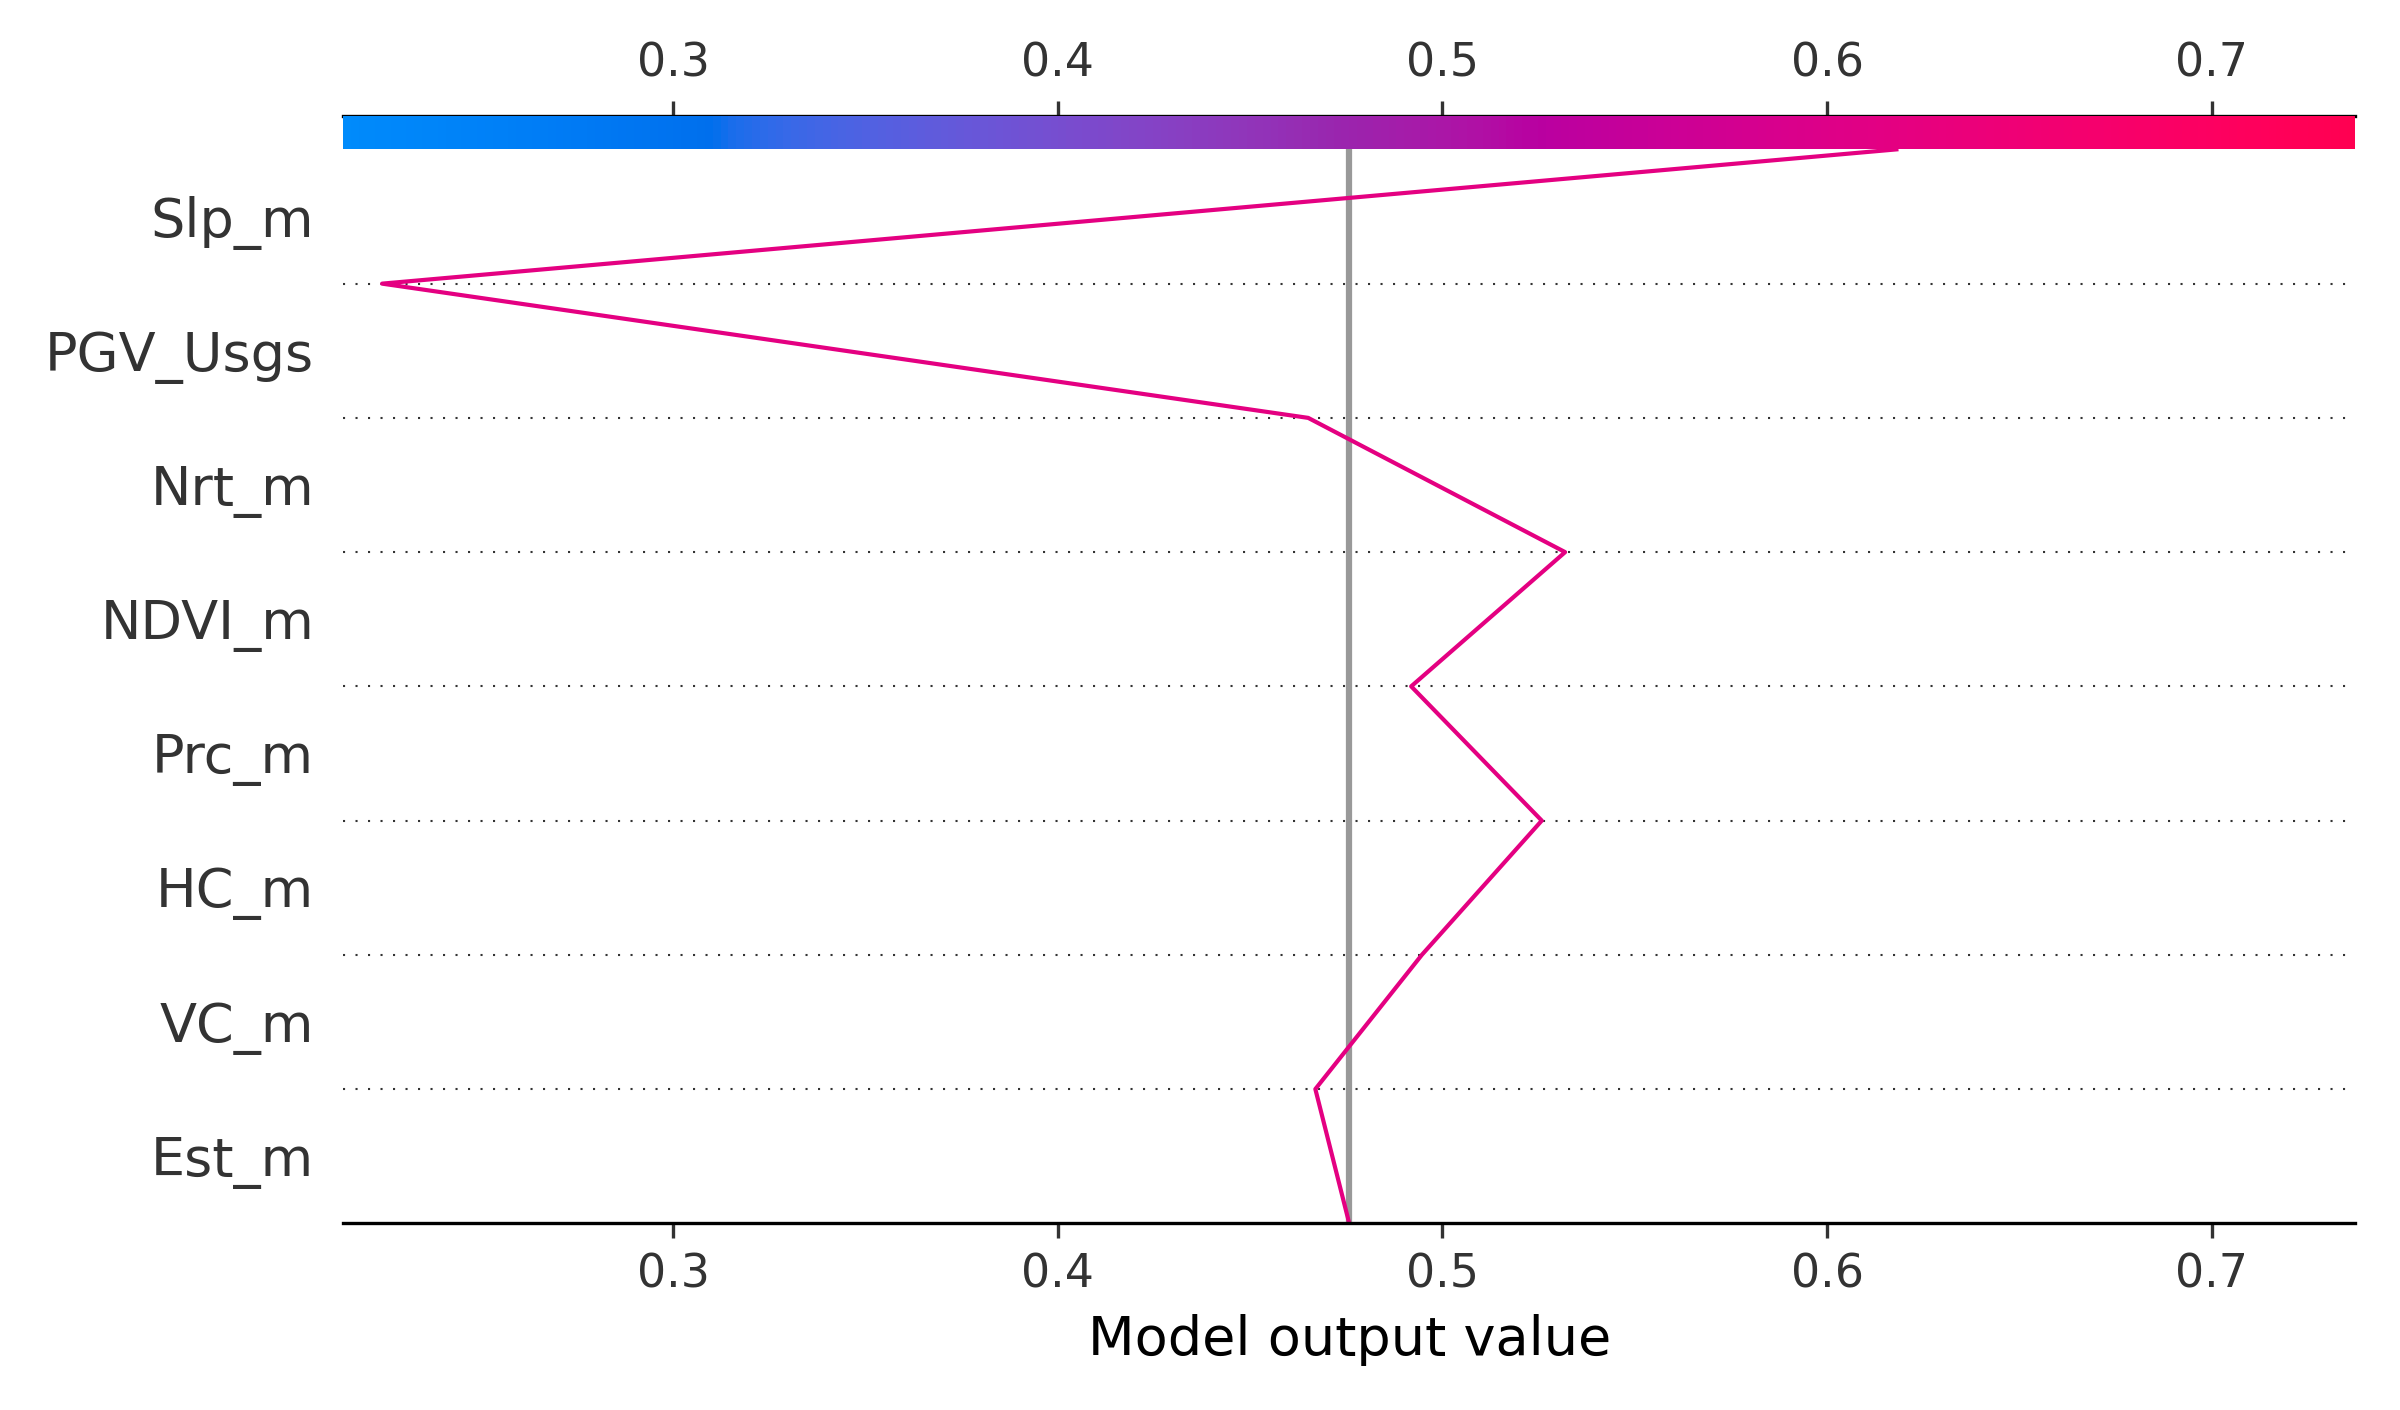 0.3 0.4 0.5 0.6 0.7
Slp_m
PGV_Usgs
Nrt_m
NDVI_m
Prc_m
HC_m
VC_m
Est_m
0.3 0.4 0.5 0.6 0.7
Model output value